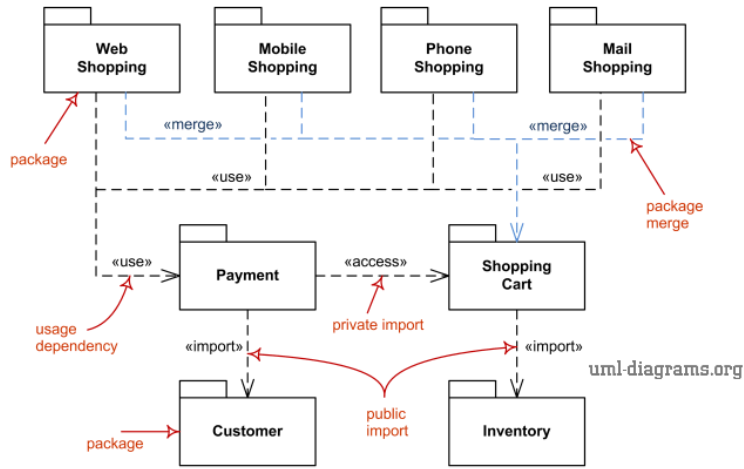 Web
Shopping
Mobile
Shopping
Phone
Shopping
Mail
Shopping
«merge»
«merge»
package
«use»
«use»
package
merge
«use»
Payment
«access»
Shopping
Cart
usage
dependency
private import
«import»
«import»
uml-diagrams.org
public
import
package
Customer
Inventory